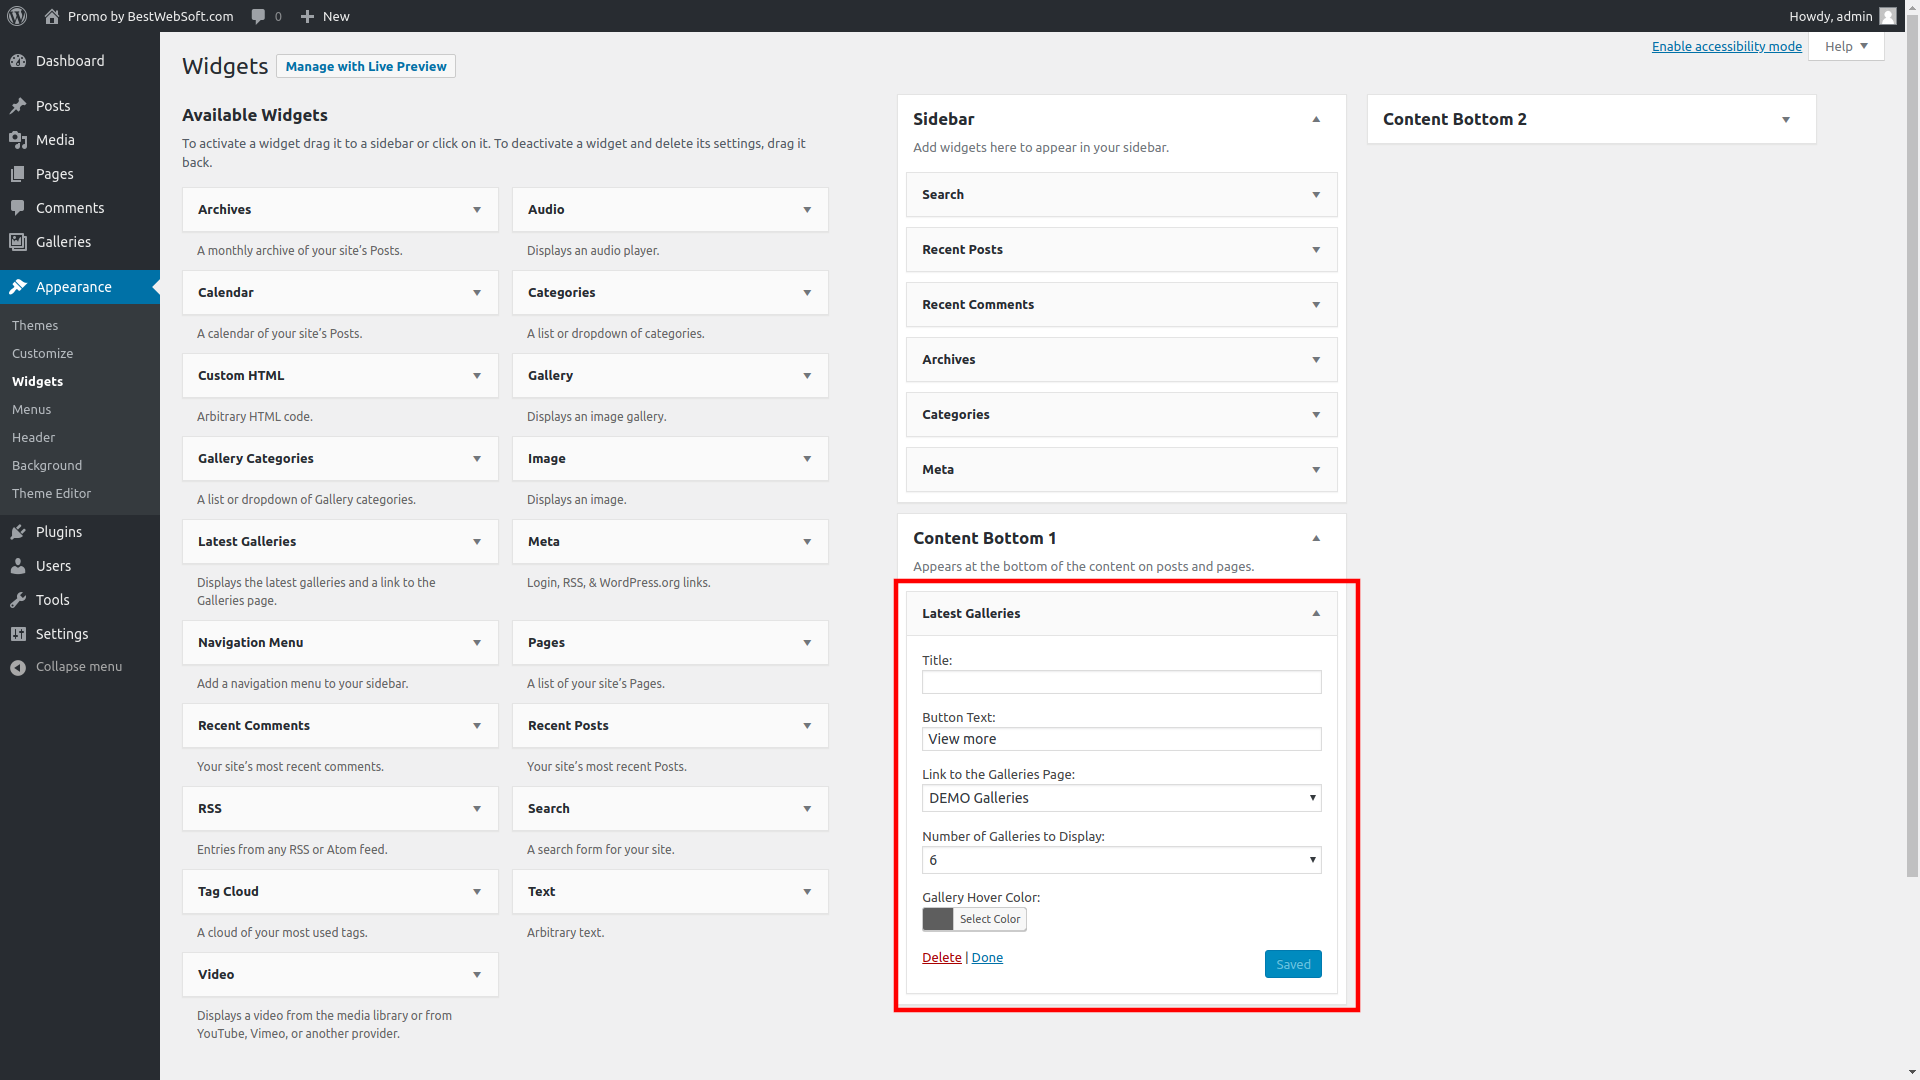 Promo by BestWebSoft.com 0 New Howdy, admin
Dashboard
Posts
Media
Pages
Comments
Galleries
Appearance
Themes
Customize
Widgets
Menus
Header
Background
Theme Editor
Plugins
Users
Tools
Settings
Collapse menu
Widgets Manage with Live Preview
Enable accessibility mode Help
Available Widgets
To activate a widget drag it to a sidebar or click on it. To deactivate a widget and delete its settings, drag it
back.
Archives
A monthly archive of your site’s Posts.
Audio
Displays an audio player.
Calendar
A calendar of your site’s Posts.
Categories
A list or dropdown of categories.
Custom HTML
Arbitrary HTML code.
Gallery
Displays an image gallery.
Gallery Categories
A list or dropdown of Gallery categories.
Image
Displays an image.
Latest Galleries
Displays the latest galleries and a link to the
Galleries page.
Meta
Login, RSS, & WordPress.org links.
Navigation Menu
Add a navigation menu to your sidebar.
Pages
A list of your site’s Pages.
Recent Comments
Your site’s most recent comments.
Recent Posts
Your site’s most recent Posts.
RSS
Entries from any RSS or Atom feed.
Search
A search form for your site.
Tag Cloud
A cloud of your most used tags.
Text
Arbitrary text.
Video
Displays a video from the media library or from
YouTube, Vimeo, or another provider.
Sidebar
Add widgets here to appear in your sidebar.
Search
Recent Posts
Recent Comments
Archives
Categories
Meta
Content Bottom 1
Appears at the bottom of the content on posts and pages.
Latest Galleries
Title:
Button Text:
View more
Link to the Galleries Page:
DEMO Galleries
Number of Galleries to Display:
6
Gallery Hover Color:
Select Color
Delete | Done
Saved
Content Bottom 2